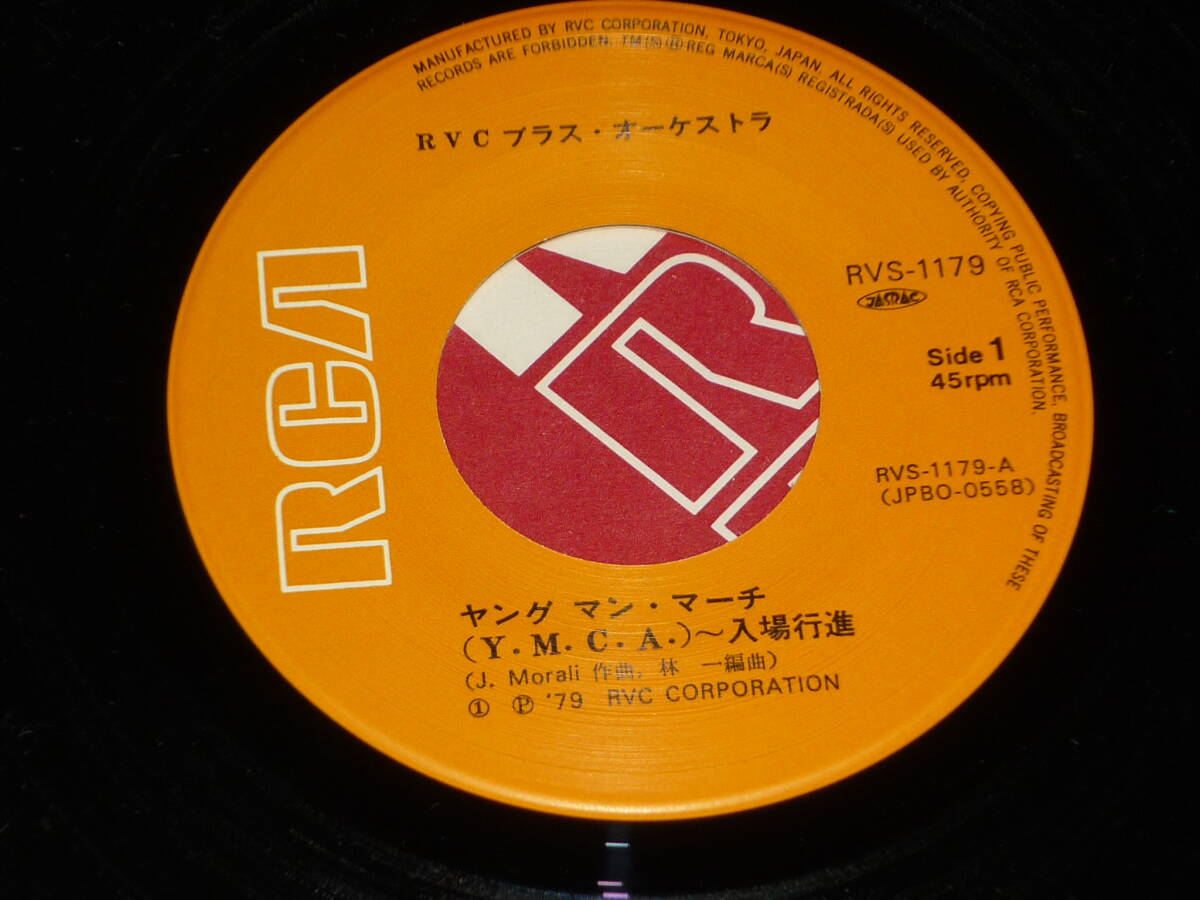 MANUFACTURED BY RVC CORPORATION, TOKYO, JAPAN. ALL RIGHTS RESERVED, COPYING PUBLIC PERFORMANCE, BROADCASTING OF THESE
RECORDS ARE FORBIDDEN, TM(S) ® REG MARCA(S) REGISTRADA(S) USED BY AUTHORITY OF RCA CORPORATION.
RVC ブラス・オーケストラ
RCA
RVS-1179
JASRAC
Side 1
45rpm
RVS-1179-A
(JPBO-0558)
ヤング マン・マーチ
(Y.M.C.A.)~入場行進
(J. Morali 作曲, 林 一編曲)
① Ⓟ '79 RVC CORPORATION